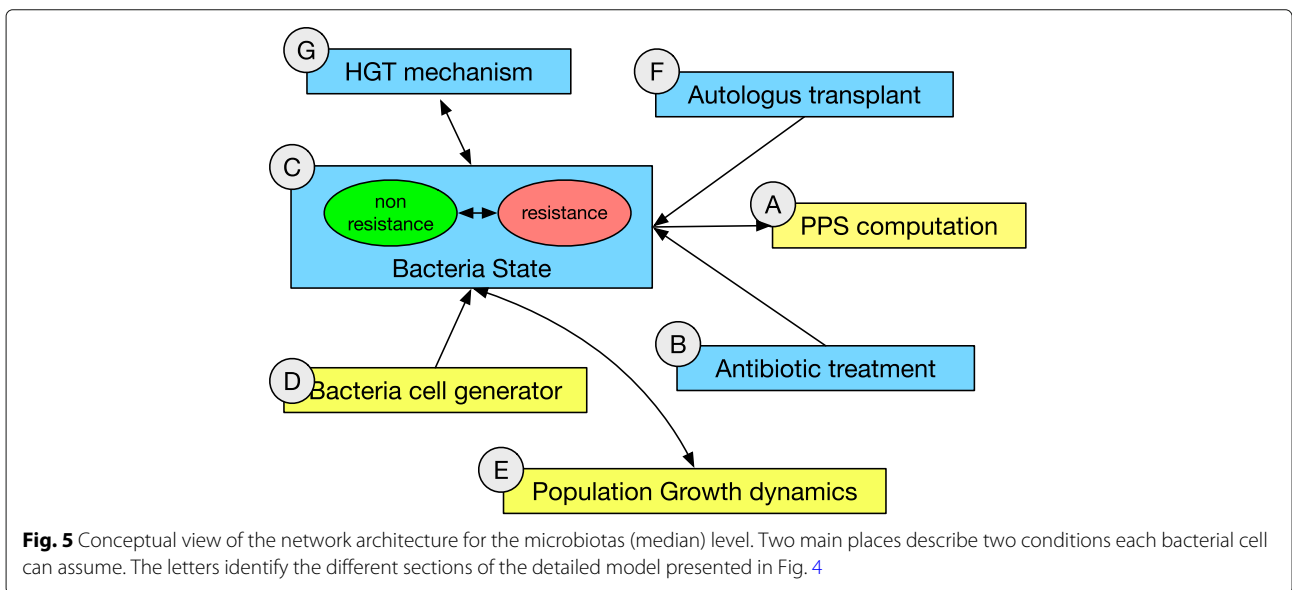 G
HGT mechanism
F
Autologus transplant
C
non
resistance
resistance
Bacteria State
A
PPS computation
B
Antibiotic treatment
D
Bacteria cell generator
E
Population Growth dynamics
Fig. 5 Conceptual view of the network architecture for the microbiotas (median) level. Two main places describe two conditions each bacterial cell
can assume. The letters identify the different sections of the detailed model presented in Fig. 4